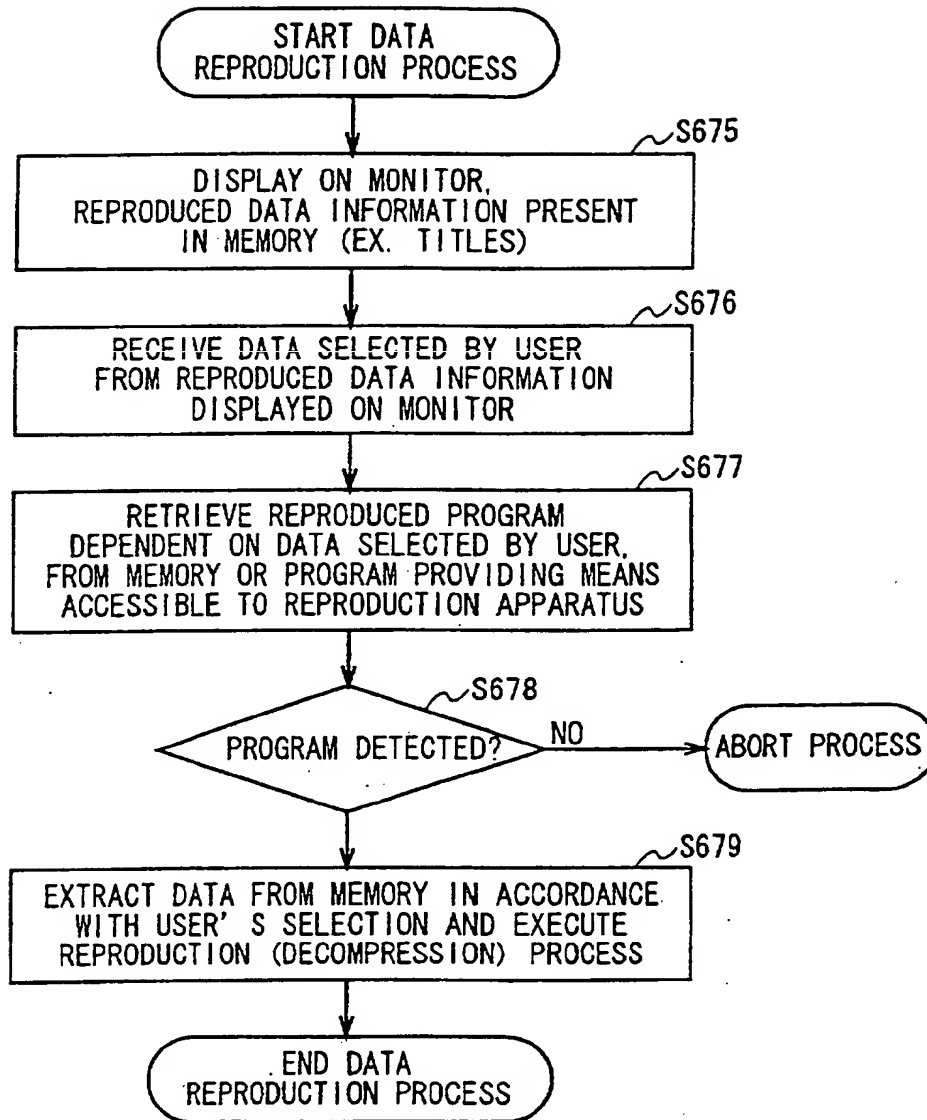 START DATA
REPRODUCTION PROCESS
S675
DISPLAY ON MONITOR,
REPRODUCED DATA INFORMATION PRESENT
IN MEMORY (EX. TITLES)
S676
RECEIVE DATA SELECTED BY USER
FROM REPRODUCED DATA INFORMATION
DISPLAYED ON MONITOR
S677
RETRIEVE REPRODUCED PROGRAM
DEPENDENT ON DATA SELECTED BY USER,
FROM MEMORY OR PROGRAM PROVIDING MEANS
ACCESSIBLE TO REPRODUCTION APPARATUS
S678
PROGRAM DETECTED?
NO
ABORT PROCESS
S679
EXTRACT DATA FROM MEMORY IN ACCORDANCE
WITH USER'S SELECTION AND EXECUTE
REPRODUCTION (DECOMPRESSION) PROCESS
END DATA
REPRODUCTION PROCESS